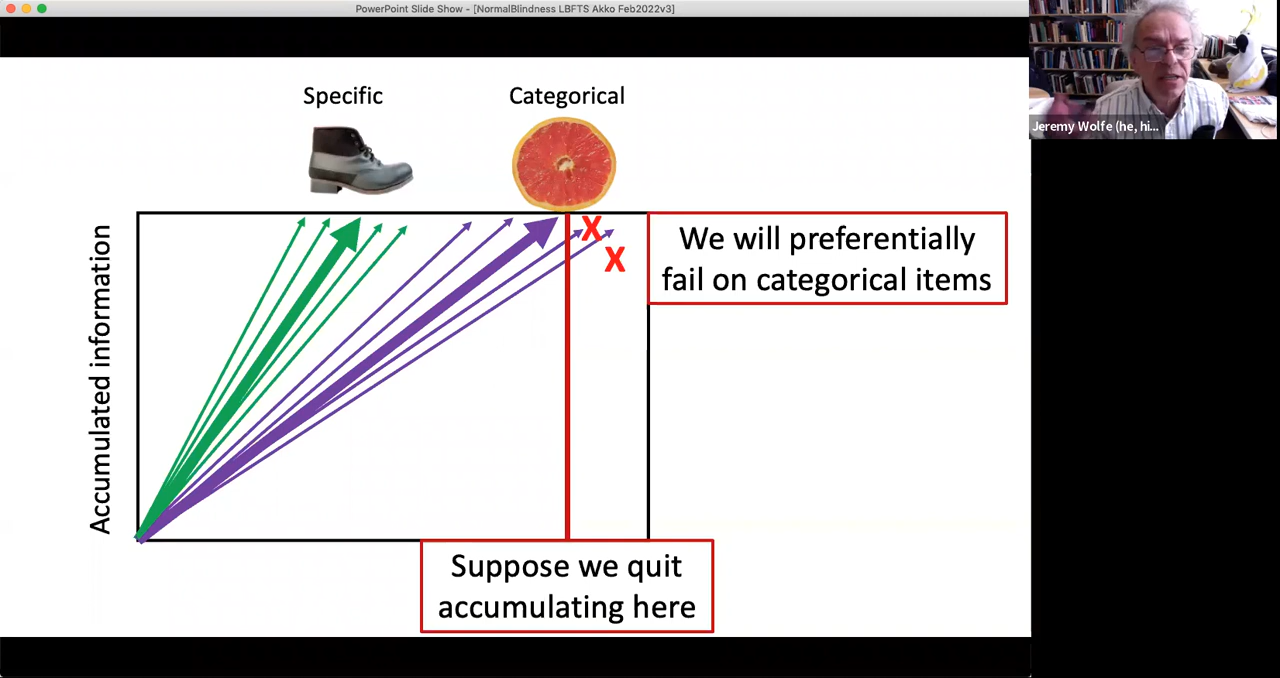 PowerPoint Slide Show - [NormalBlindness LBFTS Akko Feb2022v3]
Specific
Categorical
Accumulated information
X
X
We will preferentially
fail on categorical items
Suppose we quit
accumulating here
Jeremy Wolfe (he, hi...